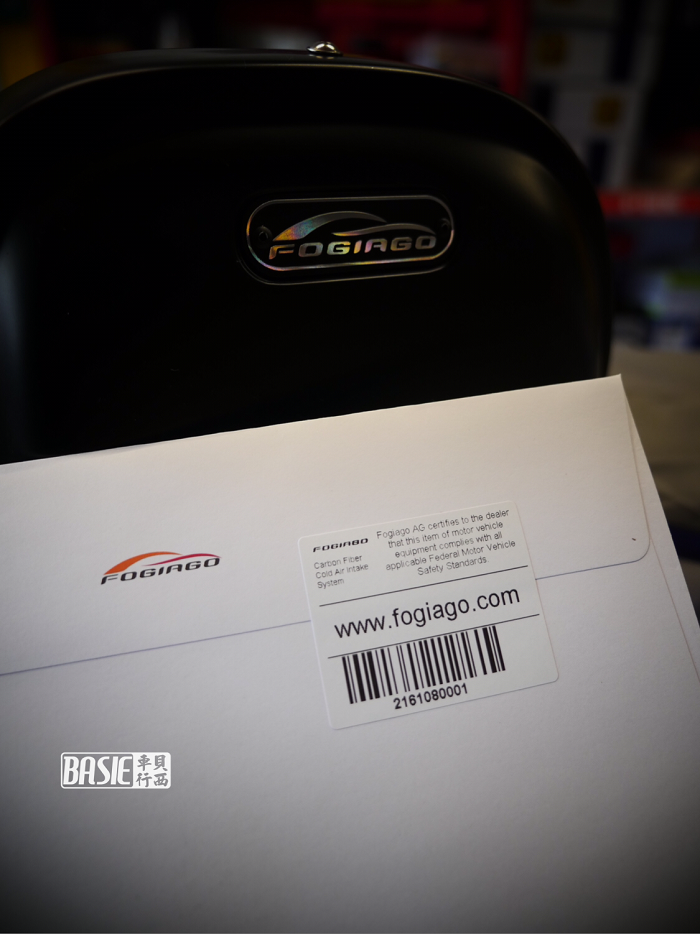 FOGIAGO
FOGIAGO
FOGIAGO
Carbon Fiber
Cold Air Intake
System
Fogiago AG certifies to the dealer
that this item of motor vehicle
equipment complies with all
applicable Federal Motor Vehicle
Safety Standards.
www.fogiago.com
2161080001
BASIE
車貝
行西